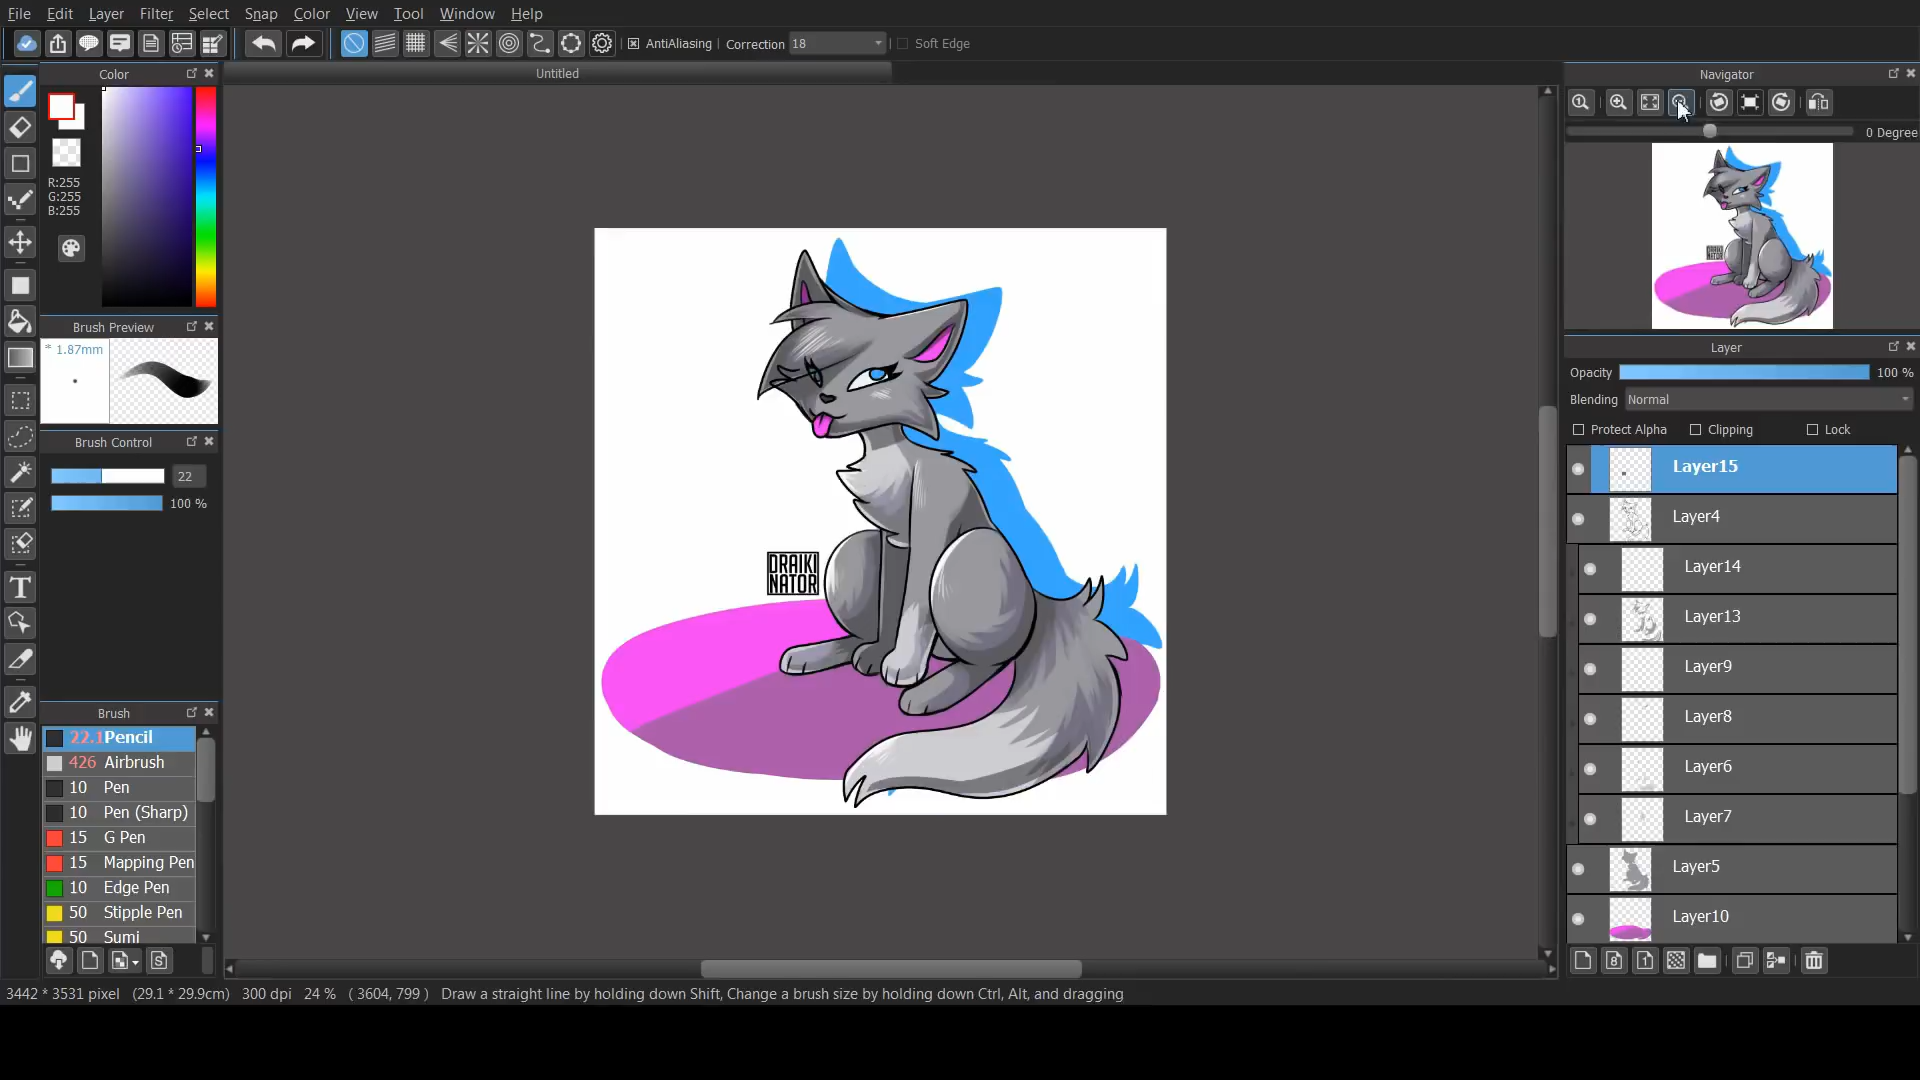 File Edit Layer Filter Select Snap Color View Tool Window Help
AntiAliasing Correction 18 Soft Edge
Color
Untitled
Navigator
0 Degree
R:255
G:255
B:255
Brush Preview
* 1.87mm
Brush Control
22
100 %
Brush
22.1 Pencil
426 Airbrush
10 Pen
10 Pen (Sharp)
15 G Pen
15 Mapping Pen
10 Edge Pen
50 Stipple Pen
50 Sumi
DRAIKI
NATOR
Layer
Opacity 100 %
Blending Normal
Protect Alpha Clipping Lock
Layer15
Layer4
Layer14
Layer13
Layer9
Layer8
Layer6
Layer7
Layer5
Layer10
3442 * 3531 pixel (29.1 * 29.9cm) 300 dpi 24 % ( 3604, 799 ) Draw a straight line by holding down Shift, Change a brush size by holding down Ctrl, Alt, and dragging